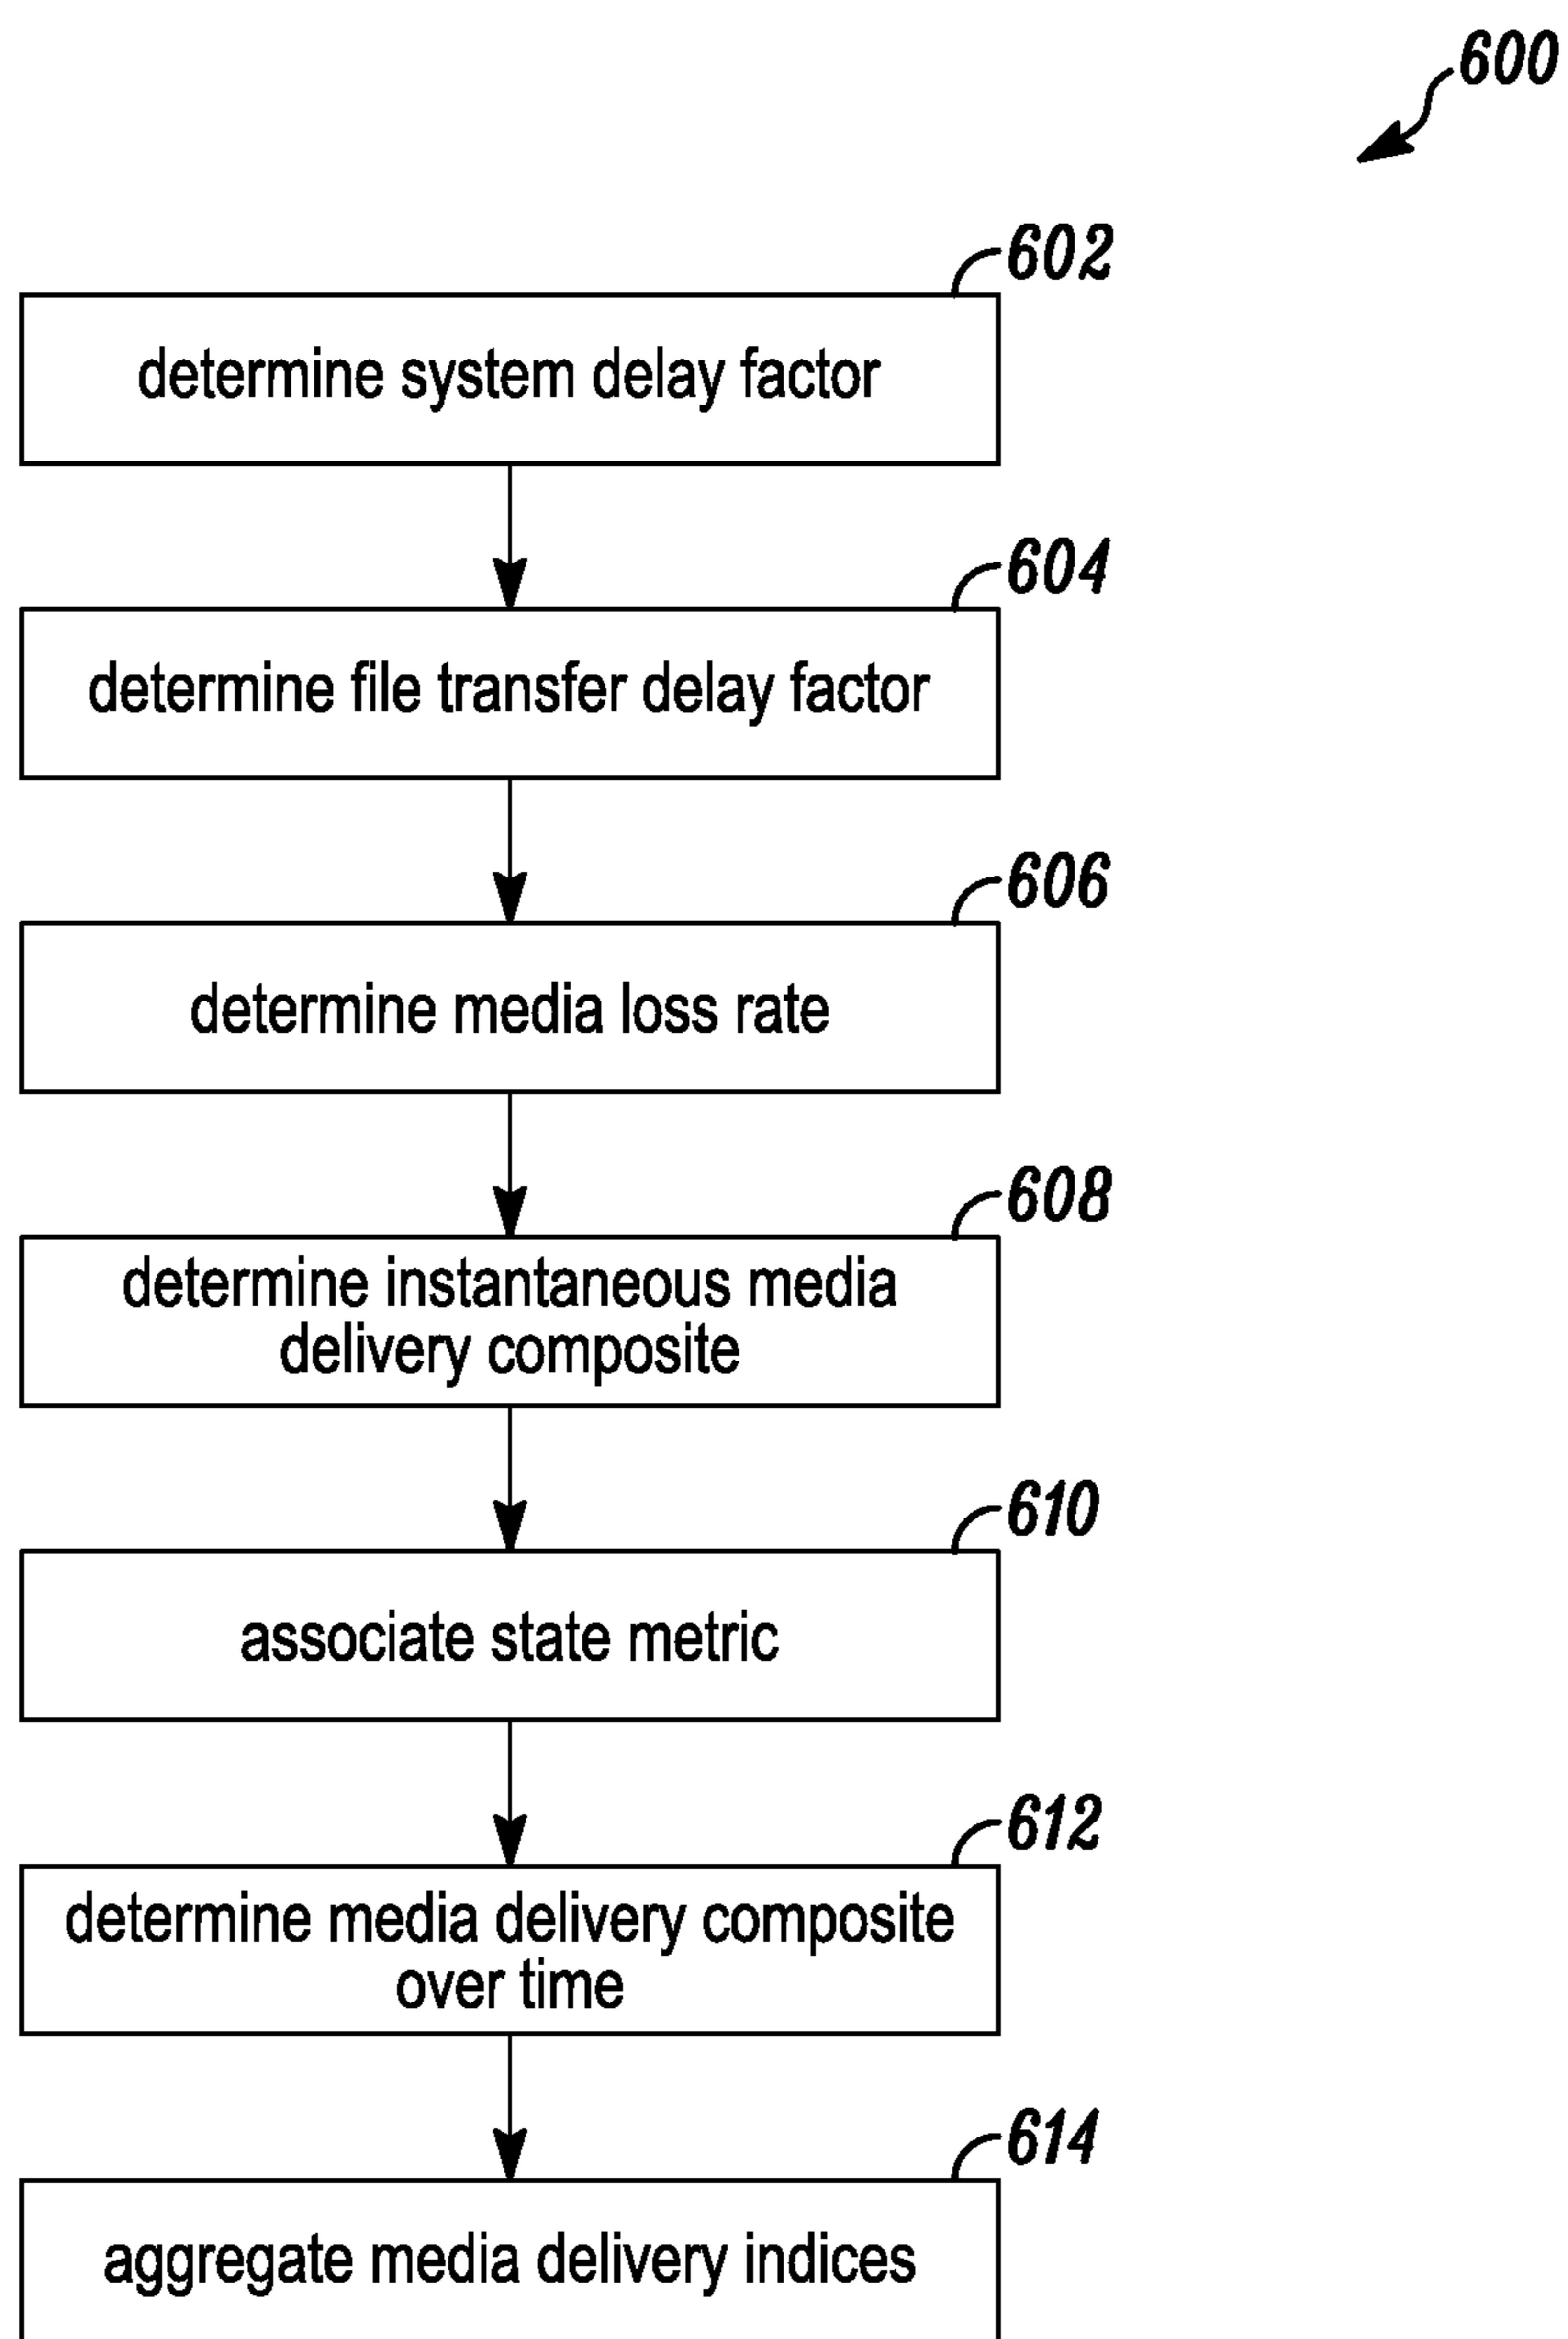 600
602
determine system delay factor
604
determine file transfer delay factor
606
determine media loss rate
608
determine instantaneous media
delivery composite
610
associate state metric
612
determine media delivery composite
over time
614
aggregate media delivery indices